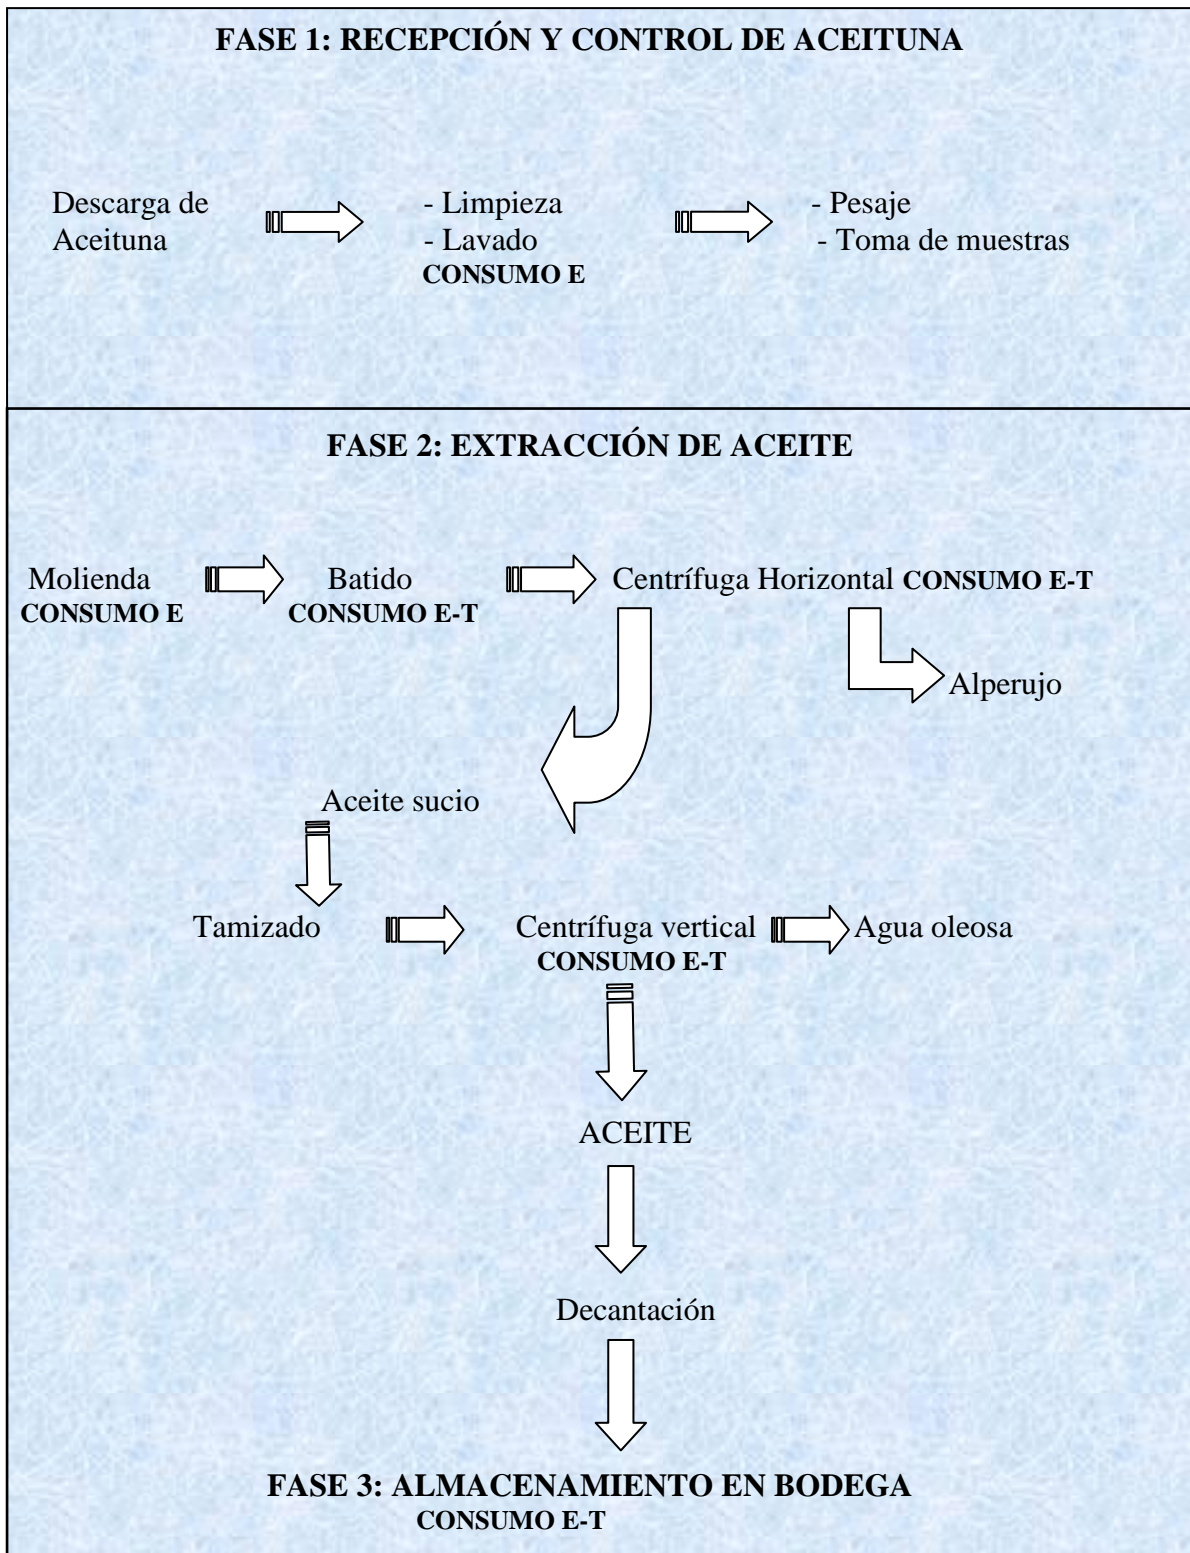 FASE 1: RECEPCIÓN Y CONTROL DE ACEITUNA
Descarga de
Aceituna
- Limpieza
- Lavado
CONSUMO E
- Pesaje
- Toma de muestras
FASE 2: EXTRACCIÓN DE ACEITE
Molienda
CONSUMO E
Batido
CONSUMO E-T
Centrífuga Horizontal CONSUMO E-T
Alperujo
Aceite sucio
Tamizado
Centrífuga vertical
CONSUMO E-T
Agua oleosa
ACEITE
Decantación
FASE 3: ALMACENAMIENTO EN BODEGA
CONSUMO E-T